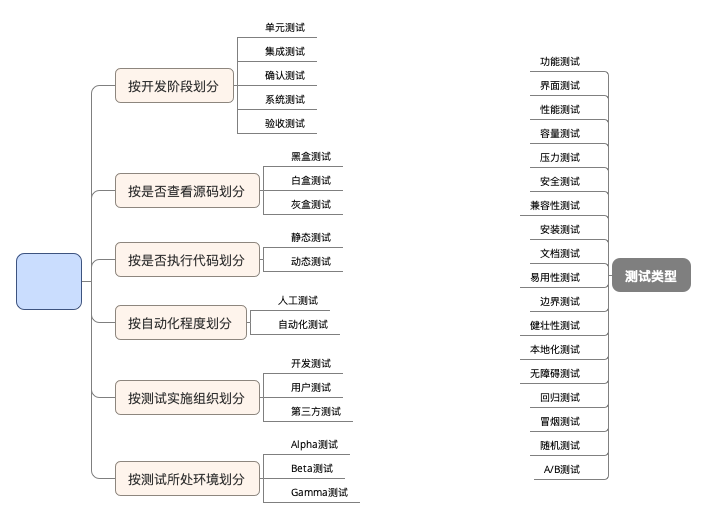 按开发阶段划分
单元测试
集成测试
确认测试
系统测试
验收测试
按是否查看源码划分
黑盒测试
白盒测试
灰盒测试
按是否执行代码划分
静态测试
动态测试
按自动化程度划分
人工测试
自动化测试
按测试实施组织划分
开发测试
用户测试
第三方测试
按测试所处环境划分
Alpha测试
Beta测试
Gamma测试
测试类型
功能测试
界面测试
性能测试
容量测试
压力测试
安全测试
兼容性测试
安装测试
文档测试
易用性测试
边界测试
健壮性测试
本地化测试
无障碍测试
回归测试
冒烟测试
随机测试
A/B测试